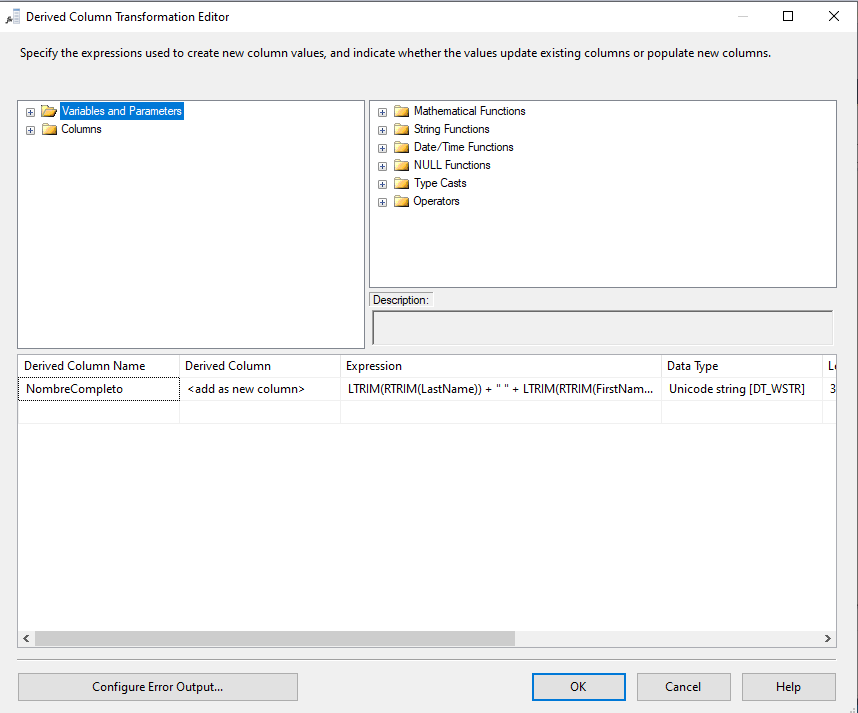 Derived Column Transformation Editor
Specify the expressions used to create new column values, and indicate whether the values update existing columns or populate new columns.
Variables and Parameters
Columns
Mathematical Functions
String Functions
Date/Time Functions
NULL Functions
Type Casts
Operators
Description:
Derived Column Name Derived Column Expression Data Type Le
NombreCompleto <add as new column> LTRIM(RTRIM(LastName)) + " " + LTRIM(RTRIM(FirstNam... Unicode string [DT_WSTR] 3
Configure Error Output... OK Cancel Help